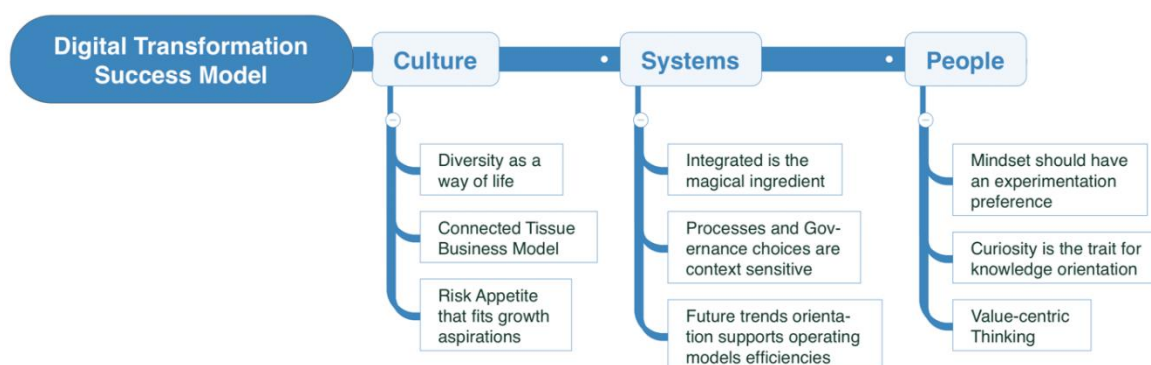 Digital Transformation
Success Model
Culture
Diversity as a
way of life
Connected Tissue
Business Model
Risk Appetite
that fits growth
aspirations
Systems
Integrated is the
magical ingredient
Processes and Gov-
ernance choices are
context sensitive
Future trends orienta-
tion supports operating
models efficiencies
People
Mindset should have
an experimentation
preference
Curiosity is the trait for
knowledge orientation
Value-centric
Thinking